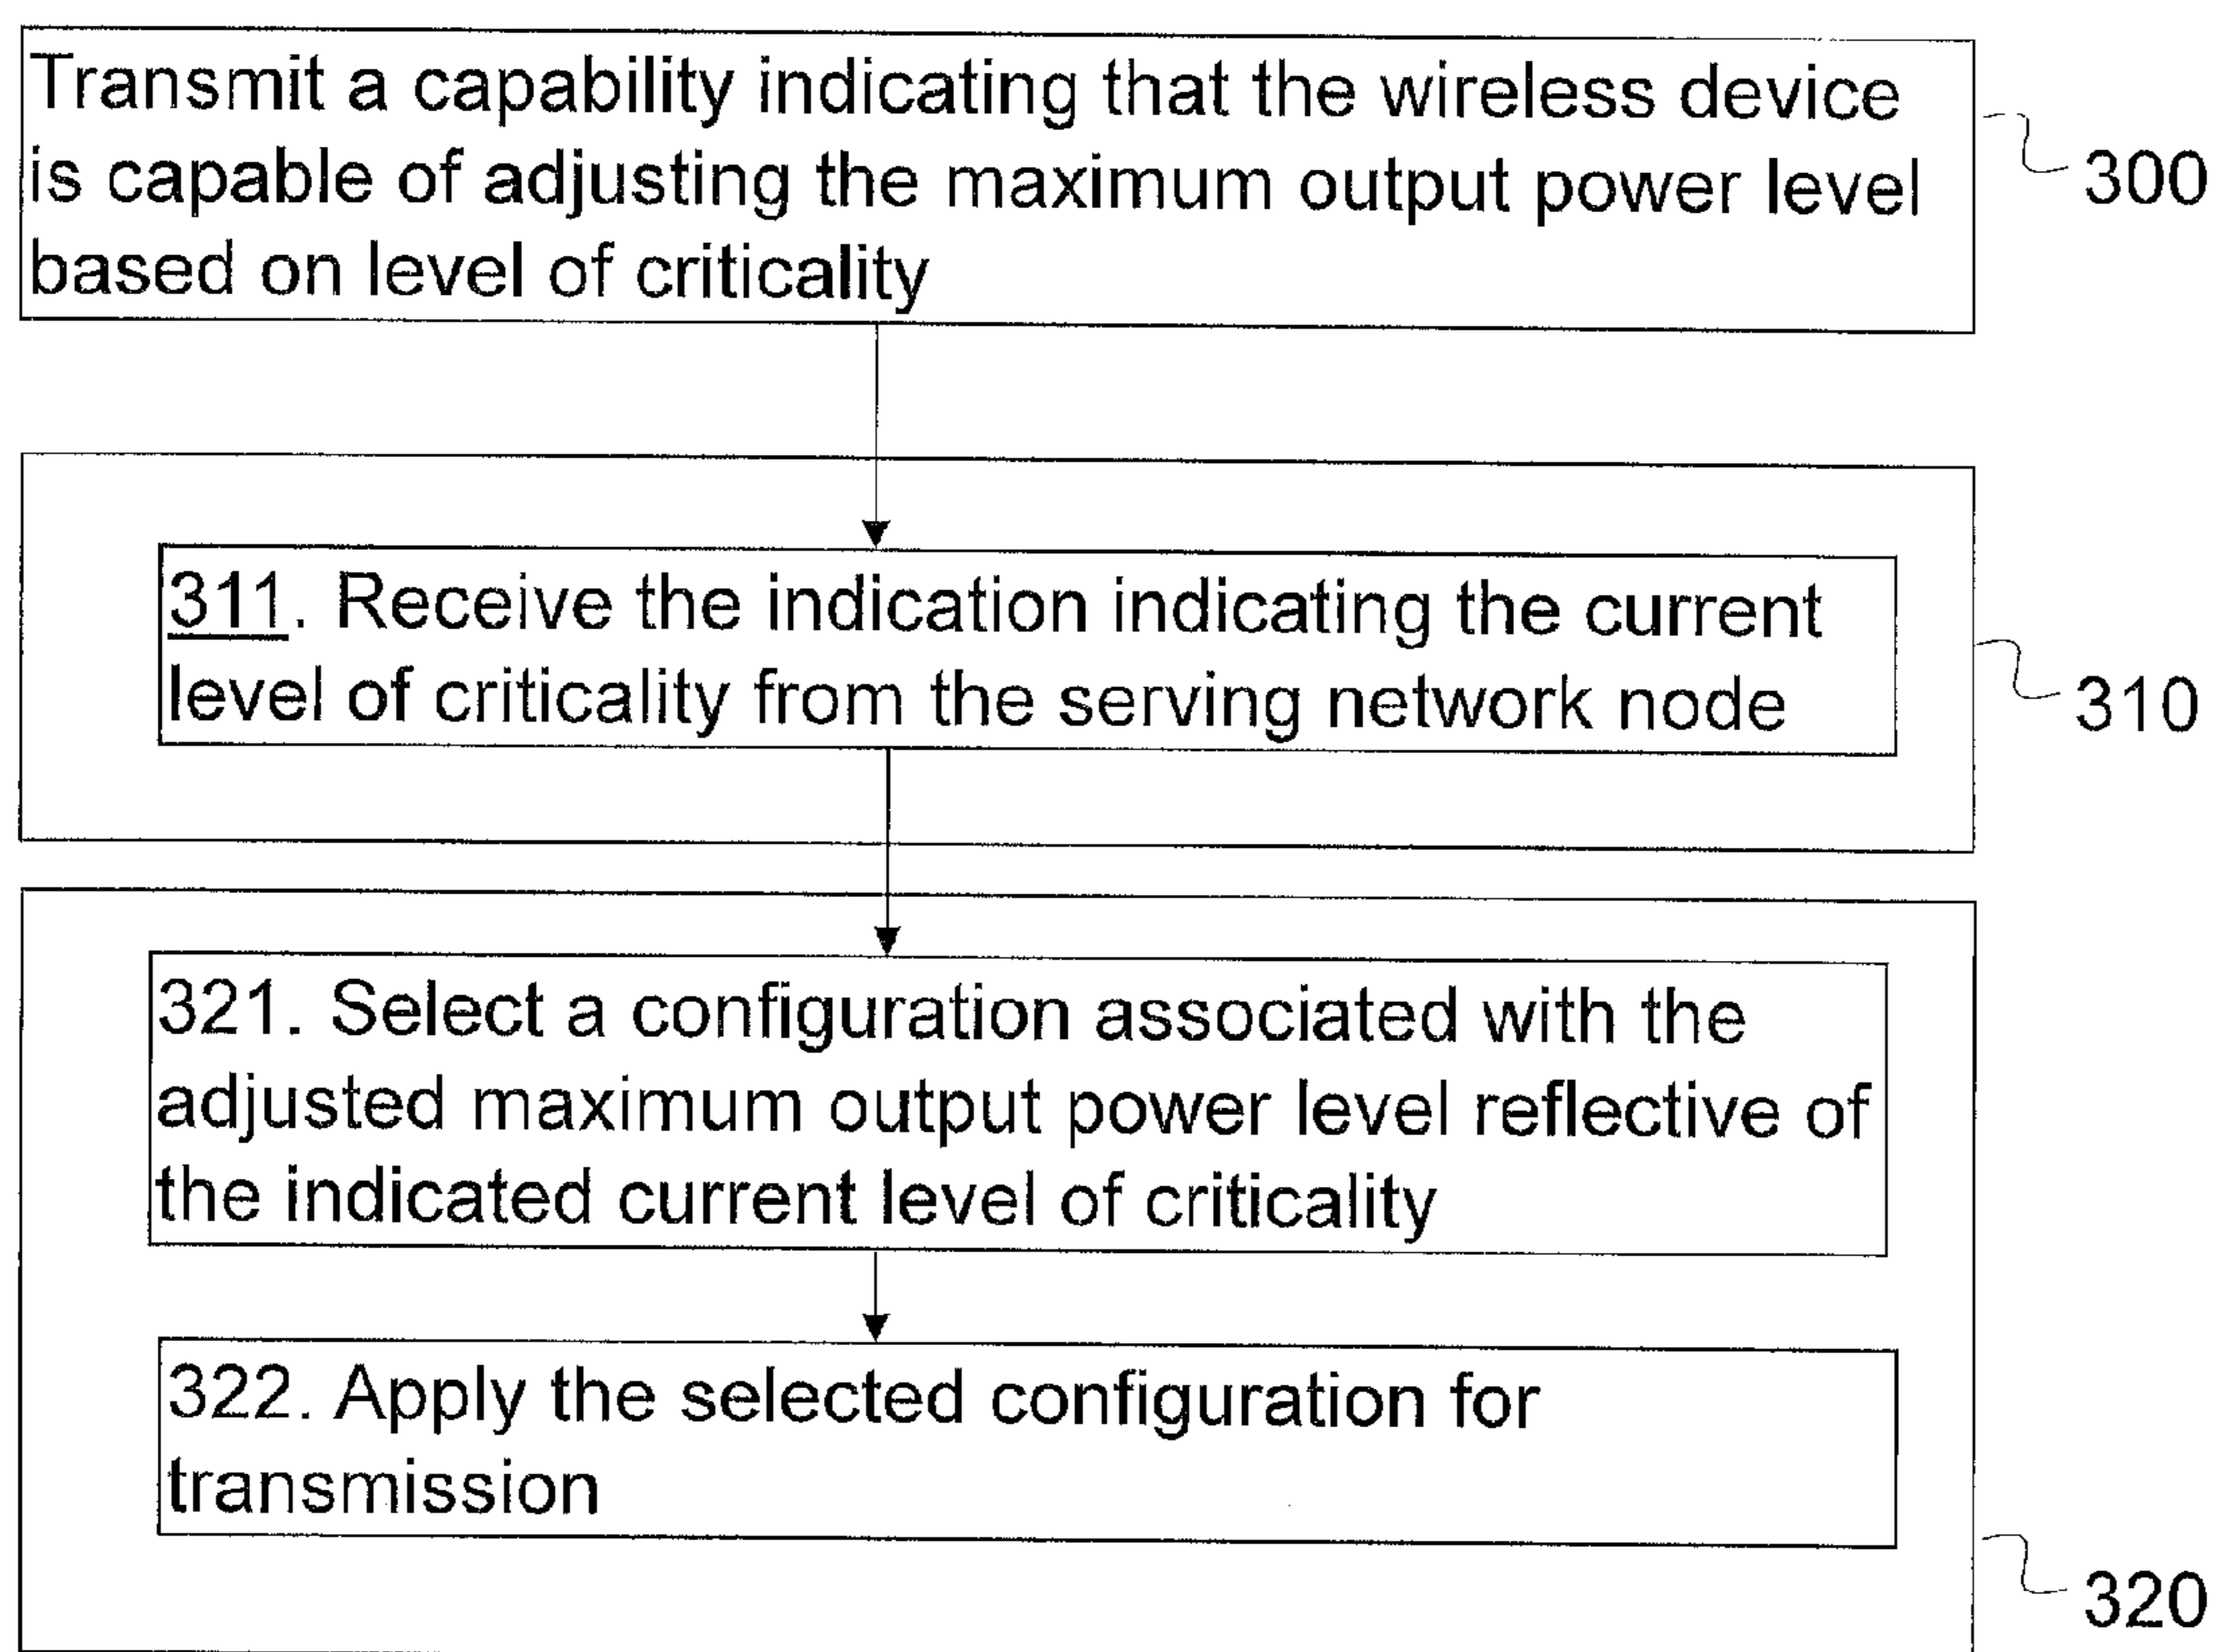 Transmit a capability indicating that the wireless device
is capable of adjusting the maximum output power level
based on level of criticality
300
311. Receive the indication indicating the current
level of criticality from the serving network node
310
321. Select a configuration associated with the
adjusted maximum output power level reflective of
the indicated current level of criticality
322. Apply the selected configuration for
transmission
320